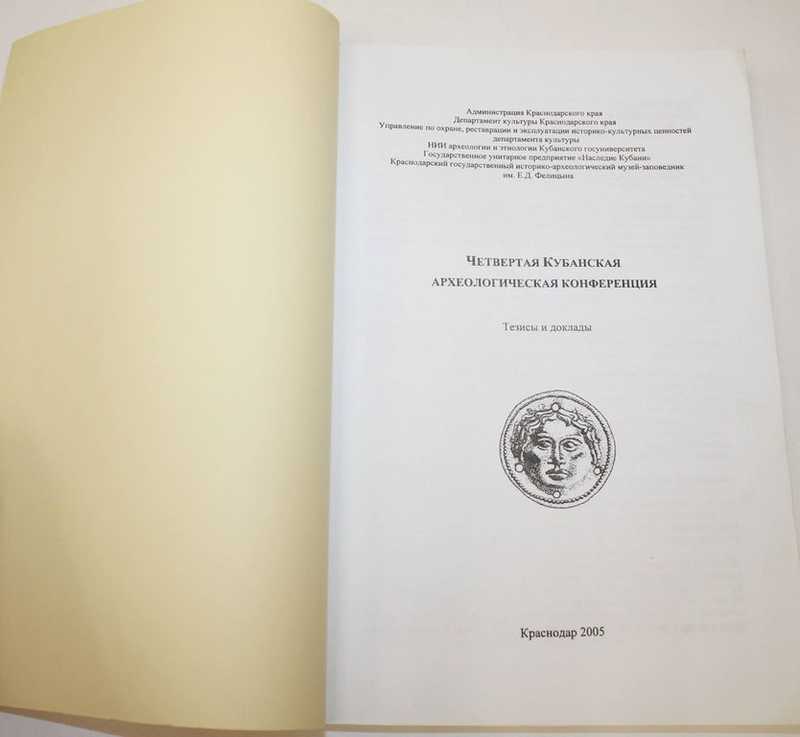 Администрация Краснодарского края
Департамент культуры Краснодарского края
Управление по охране, реставрации и эксплуатации историко-культурных ценностей
департамента культуры
НИИ археологии и этнологии Кубанского госуниверситета
Государственное унитарное предприятие «Наследие Кубани»
Краснодарский государственный историко-археологический музей-заповедник
им. Е.Д. Фелицына
ЧЕТВЕРТАЯ КУБАНСКАЯ
АРХЕОЛОГИЧЕСКАЯ КОНФЕРЕНЦИЯ
Тезисы и доклады
Краснодар 2005